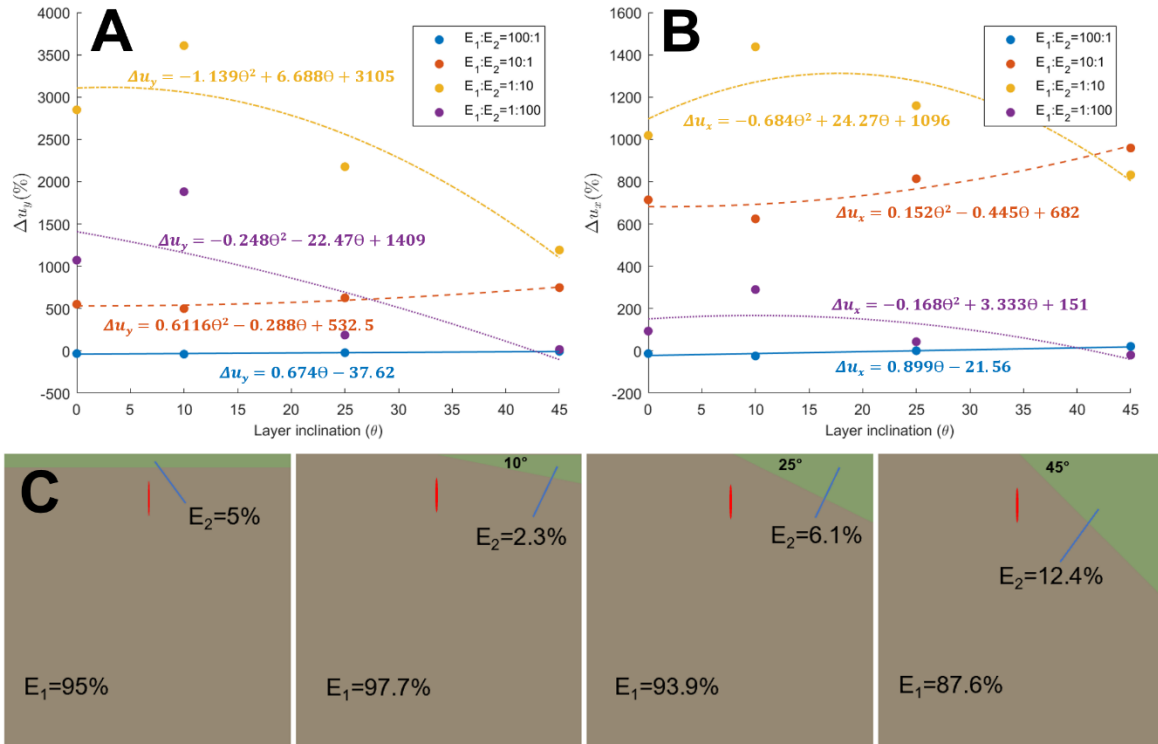 A
E₁:E₂=100:1
E₁:E₂=10:1
E₁:E₂=1:10
E₁:E₂=1:100
Δu_y = −1.139θ² + 6.688θ + 3105
Δu_y = −0.248θ² − 22.47θ + 1409
Δu_y = 0.6116θ² − 0.288θ + 532.5
Δu_y = 0.674θ − 37.62
Δu_y(%)
4000
3500
3000
2500
2000
1500
1000
500
0
-500
0
5
10
15
20
25
30
35
40
45
Layer inclination (θ)
B
E₁:E₂=100:1
E₁:E₂=10:1
E₁:E₂=1:10
E₁:E₂=1:100
Δu_x = −0.684θ² + 24.27θ + 1096
Δu_x = 0.152θ² − 0.445θ + 682
Δu_x = −0.168θ² + 3.333θ + 151
Δu_x = 0.899θ − 21.56
Δu_x(%)
1600
1400
1200
1000
800
600
400
200
0
-200
0
5
10
15
20
25
30
35
40
45
Layer inclination (θ)
C
E₂=5%
E₁=95%
10°
E₂=2.3%
E₁=97.7%
25°
E₂=6.1%
E₁=93.9%
45°
E₂=12.4%
E₁=87.6%